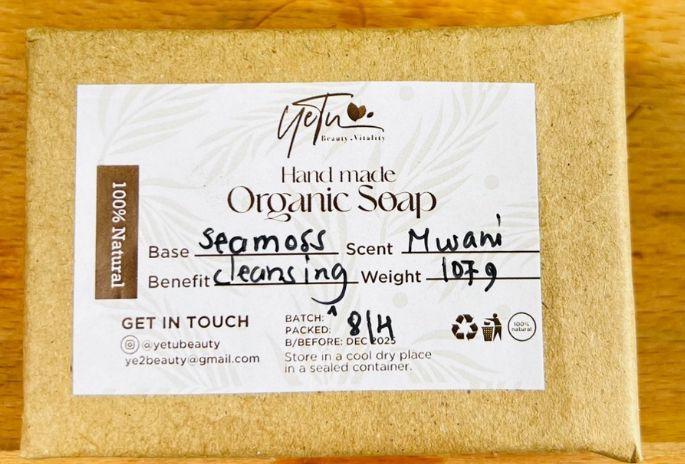 YeTu
Beauty.Vitality
Hand made
Organic Soap
100% Natural
Base seamoss Scent Mwani
Benefit cleansing Weight 107g
GET IN TOUCH
@yetubeauty
ye2beauty@gmail.com
BATCH:
PACKED: 8/4
B/BEFORE: DEC 2025
Store in a cool dry place
in a sealed container.
100%
natural